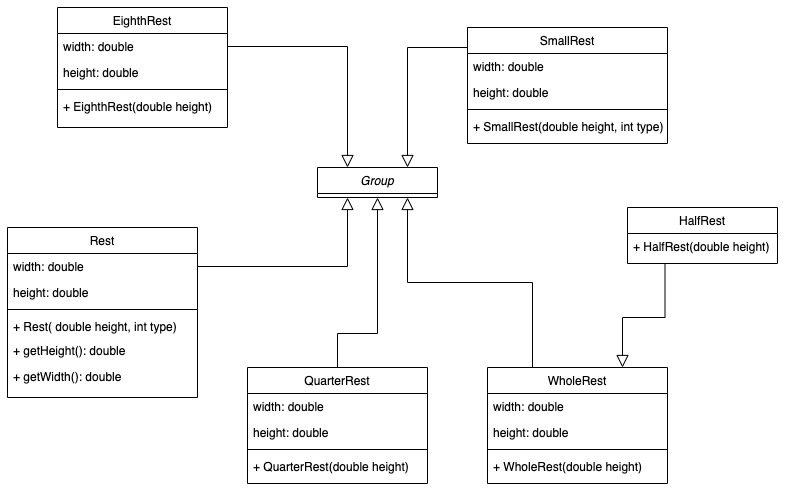 EighthRest
width: double
height: double
+ EighthRest(double height)
SmallRest
width: double
height: double
+ SmallRest(double height, int type)
Group
Rest
width: double
height: double
+ Rest( double height, int type)
+ getHeight(): double
+ getWidth(): double
HalfRest
+ HalfRest(double height)
QuarterRest
width: double
height: double
+ QuarterRest(double height)
WholeRest
width: double
height: double
+ WholeRest(double height)